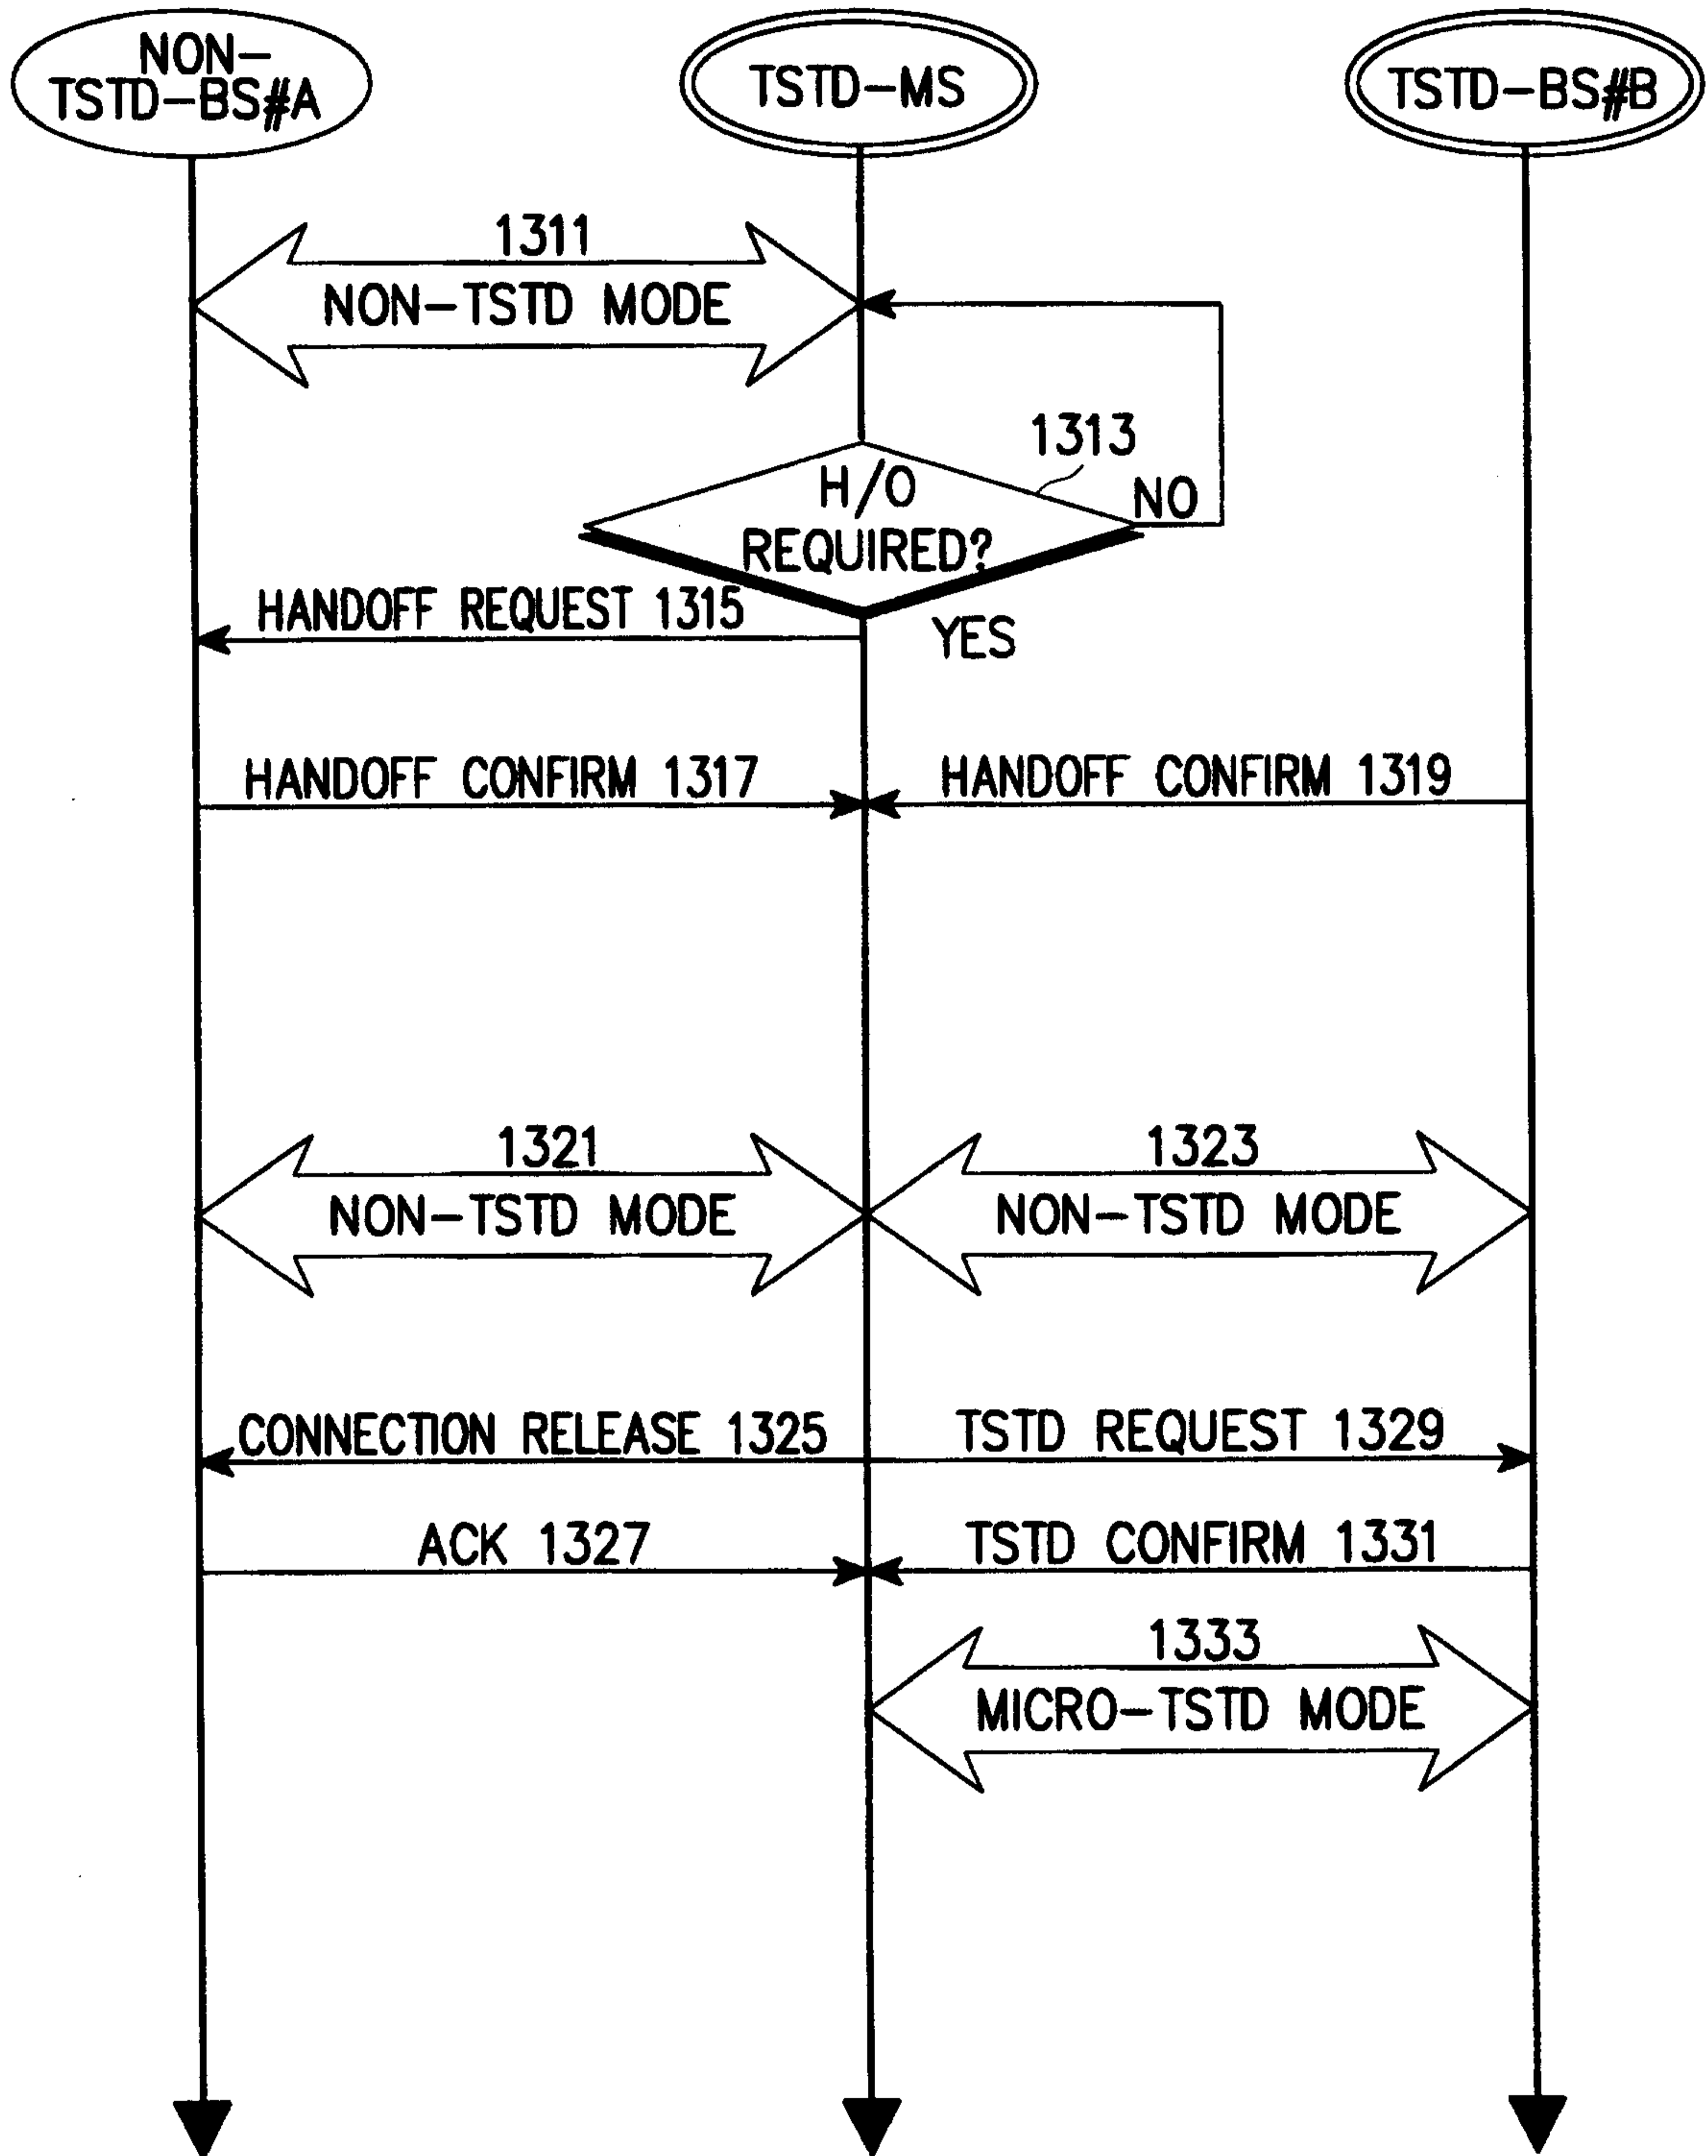 NON-
TSTD-BS#A
TSTD-MS
TSTD-BS#B
1311
NON-TSTD MODE
1313
H/O
REQUIRED?
NO
HANDOFF REQUEST 1315
YES
HANDOFF CONFIRM 1317
HANDOFF CONFIRM 1319
1321
NON-TSTD MODE
1323
NON-TSTD MODE
CONNECTION RELEASE 1325
TSTD REQUEST 1329
ACK 1327
TSTD CONFIRM 1331
1333
MICRO-TSTD MODE